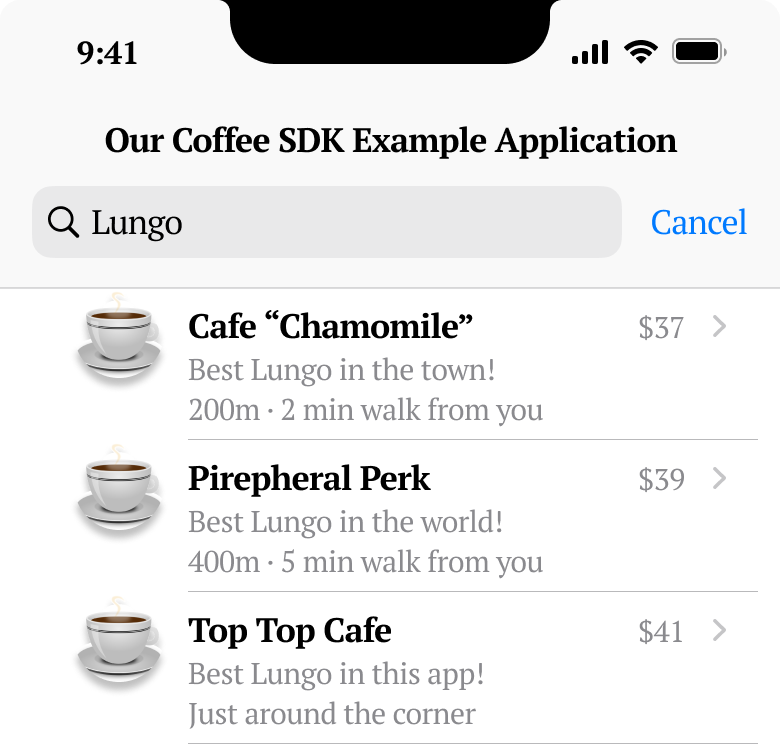 9:41
Our Coffee SDK Example Application
Lungo Cancel
Cafe “Chamomile” $37
Best Lungo in the town!
200m · 2 min walk from you
Pirepheral Perk $39
Best Lungo in the world!
400m · 5 min walk from you
Top Top Cafe $41
Best Lungo in this app!
Just around the corner